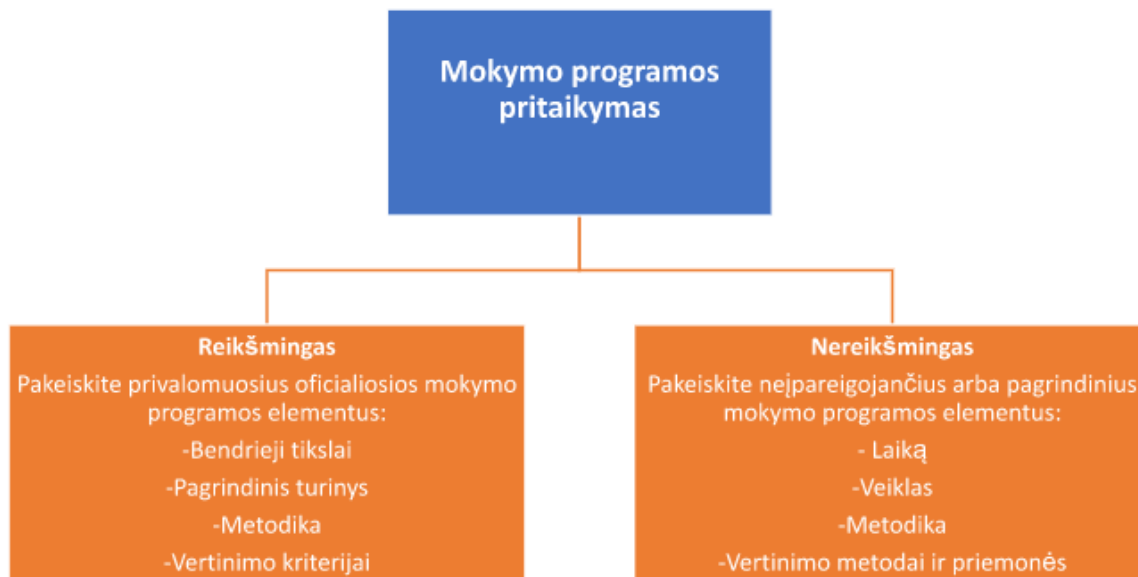 Mokymo programos
pritaikymas
Reikšmingas
Pakeiskite privalomuosius oficialiosios mokymo
programos elementus:
-Bendrieji tikslai
-Pagrindinis turinys
-Metodika
-Vertinimo kriterijai
Nereikšmingas
Pakeiskite neįpareigojančius arba pagrindinius
mokymo programos elementus:
- Laiką
-Veiklas
-Metodika
-Vertinimo metodai ir priemonės